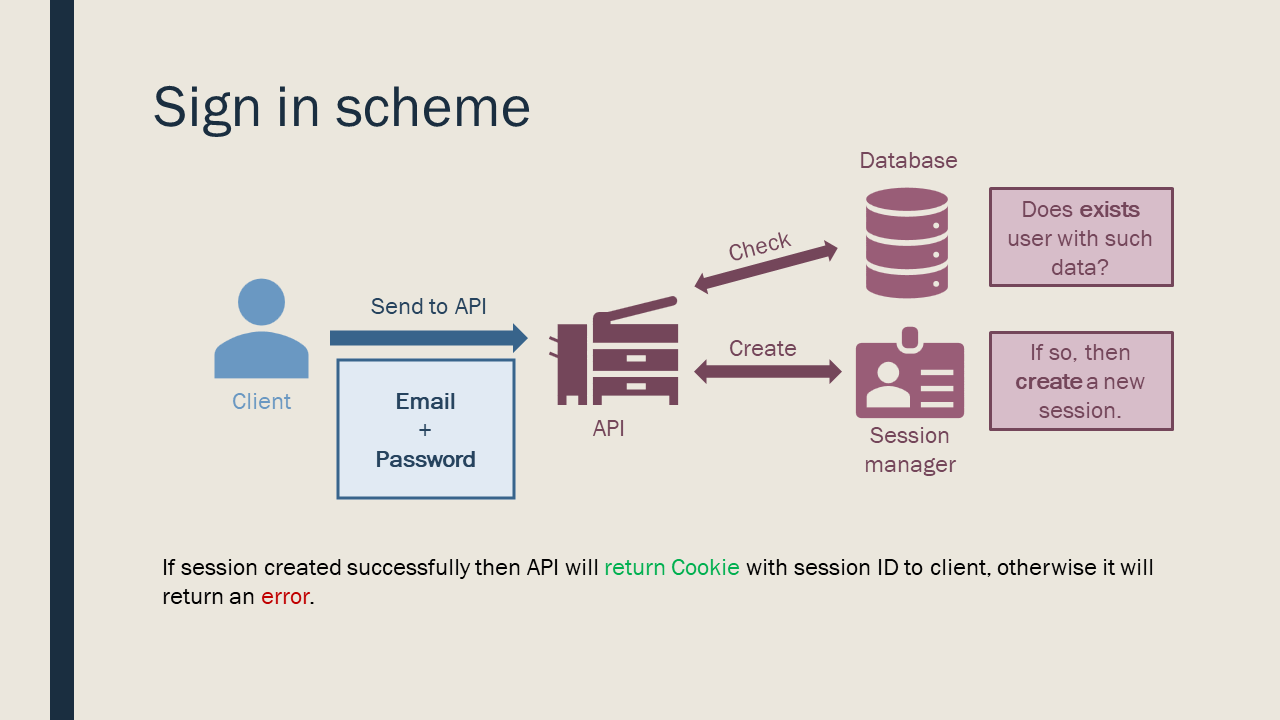 Sign in scheme
Database
Does exists
user with such
data?
Check
Send to API
Client
Email
+
Password
API
Create
If so, then
create a new
session.
Session
manager
If session created successfully then API will return Cookie with session ID to client, otherwise it will
return an error.